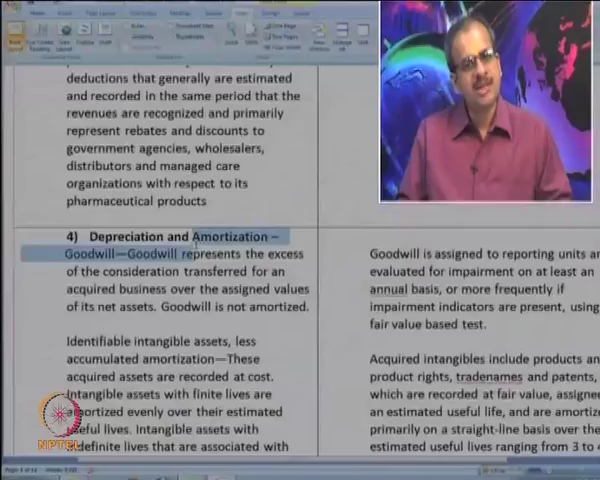 deductions that generally are estimated
and recorded in the same period that the
revenues are recognized and primarily
represent rebates and discounts to
government agencies, wholesalers,
distributors and managed care
organizations with respect to its
pharmaceutical products
4) Depreciation and Amortization –
Goodwill—Goodwill represents the excess
of the consideration transferred for an
acquired business over the assigned values
of its net assets. Goodwill is not amortized.
Identifiable intangible assets, less
accumulated amortization—These
acquired assets are recorded at cost.
Intangible assets with finite lives are
amortized evenly over their estimated
useful lives. Intangible assets with
indefinite lives that are associated with
Goodwill is assigned to reporting units an
evaluated for impairment on at least an
annual basis, or more frequently if
impairment indicators are present, using
fair value based test.
Acquired intangibles include products an
product rights, tradenames and patents,
which are recorded at fair value, assigne
an estimated useful life, and are amortize
primarily on a straight-line basis over the
estimated useful lives ranging from 3 to 4
NPTEL